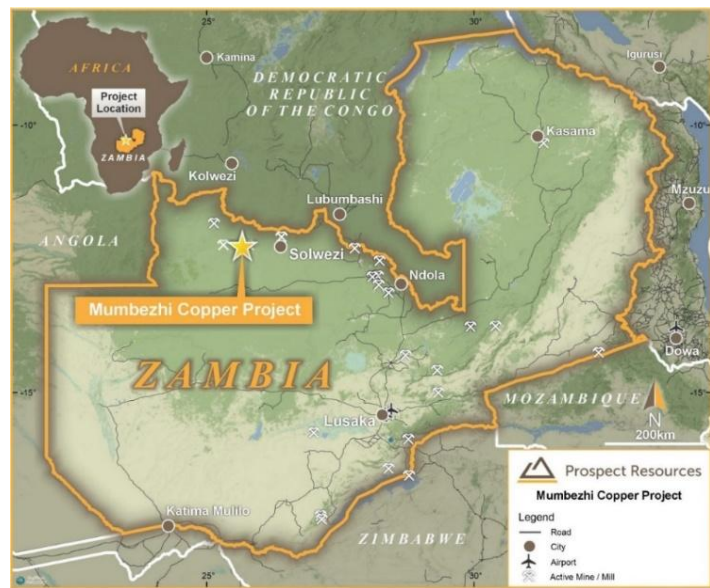 25
30
Kamina
Igurusi
AFRICA
DEMOCRATIC
REPUBLIC
OF THE CONGO
Project
Location
-10
-10
Kasama
ZAMBIA
Kolwezi
Mzuzu
Lubumbashi
ANGOLA
Solwezi
Ndola
Mumbezhi Copper Project
Dowa
ZAMBIA
-15
-15
MOZAMBIQUE
N
200km
Lusaka
Prospect Resources
Mumbezhi Copper Project
Legend
Road
City
Airport
Active Mine / Mill
Katima Mulilo
ZIMBABWE
25
30